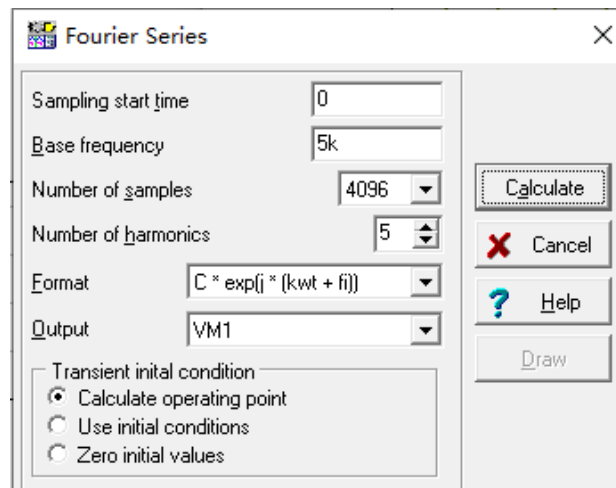 Fourier Series
Sampling start time 0
Base frequency 5k
Number of samples 4096
Calculate
Number of harmonics 5
Cancel
Format C * exp(j * (kwt + fi))
Help
Output VM1
Draw
Transient inital condition
Calculate operating point
Use initial conditions
Zero initial values